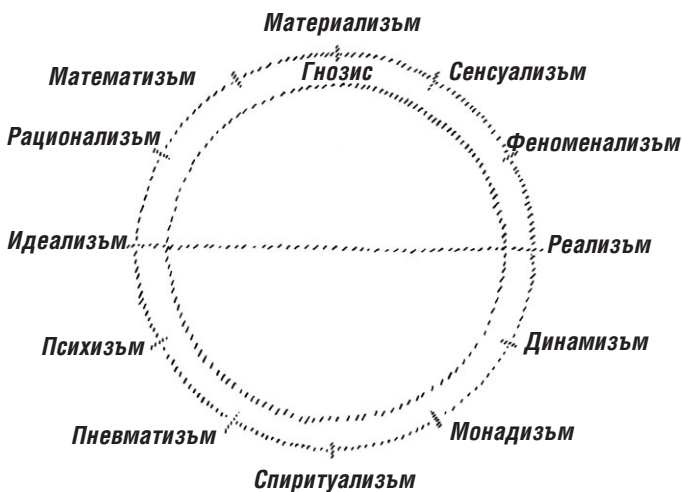 Материализъм
Гнозис
Математизъм
Сенсуализъм
Рационализъм
Феноменализъм
Идеализъм
Реализъм
Психизъм
Динамизъм
Пневматизъм
Монадизъм
Спиритуализъм